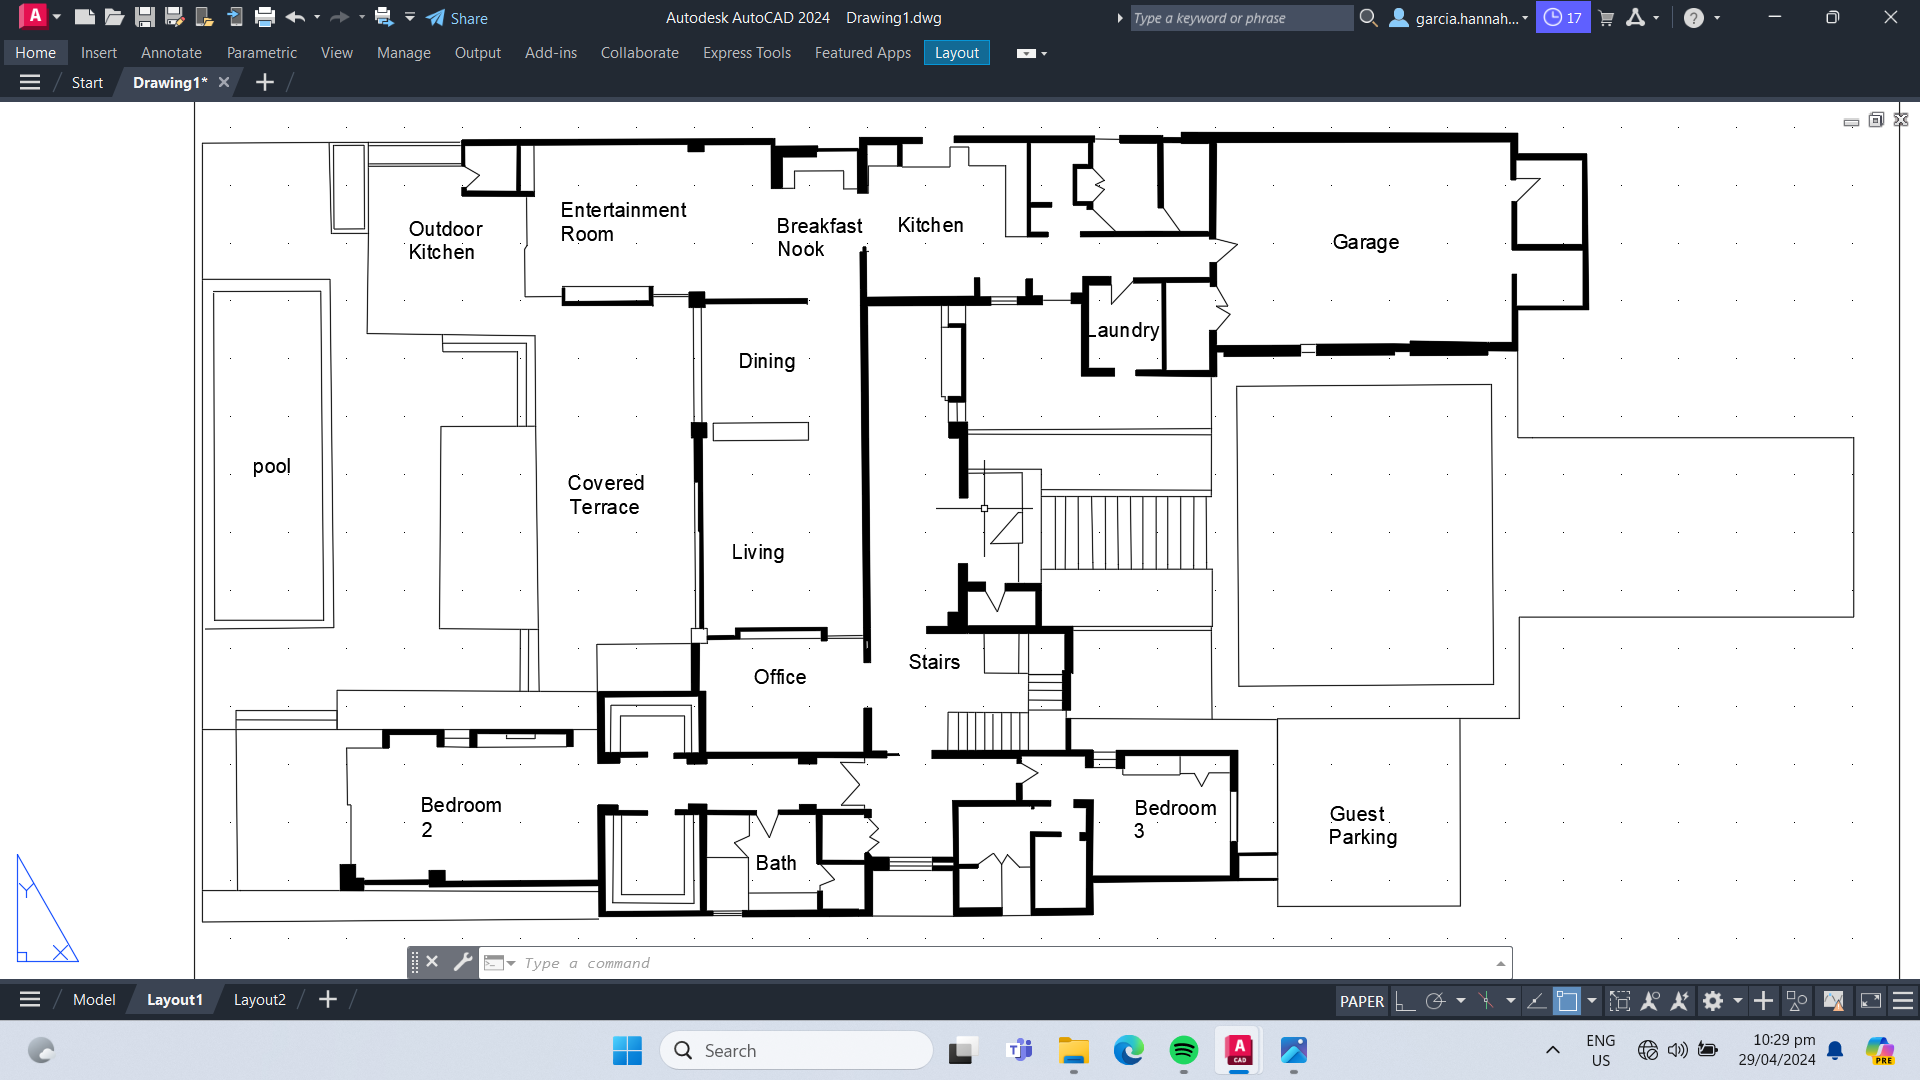 Share
Autodesk AutoCAD 2024 Drawing1.dwg
Type a keyword or phrase
garcia.hannah...
17
Home Insert Annotate Parametric View Manage Output Add-ins Collaborate Express Tools Featured Apps Layout
Start Drawing1*
Entertainment
Room
Outdoor
Kitchen
Breakfast
Nook
Kitchen
Garage
Laundry
Dining
pool
Covered
Terrace
Living
Office
Stairs
Bedroom
2
Bath
Bedroom
3
Guest
Parking
Y
X
Type a command
Model Layout1 Layout2
PAPER
Search
ENG
US
10:29 pm
29/04/2024
PRE
A
CAD